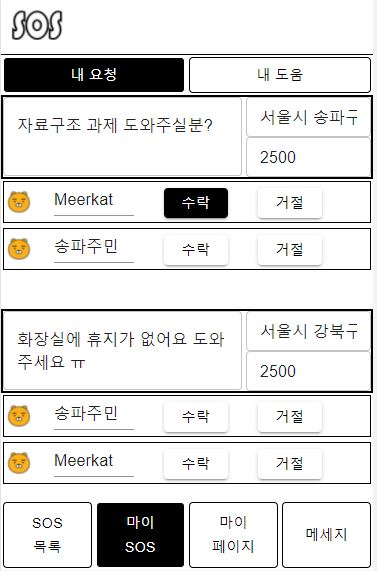 SOS
내 요청
내 도움
자료구조 과제 도와주실분?
서울시 송파구
2500
Meerkat
수락
거절
송파주민
수락
거절
화장실에 휴지가 없어요 도와
주세요 ㅠ
서울시 강북구
2500
송파주민
수락
거절
Meerkat
수락
거절
SOS
목록
마이
SOS
마이
페이지
메세지